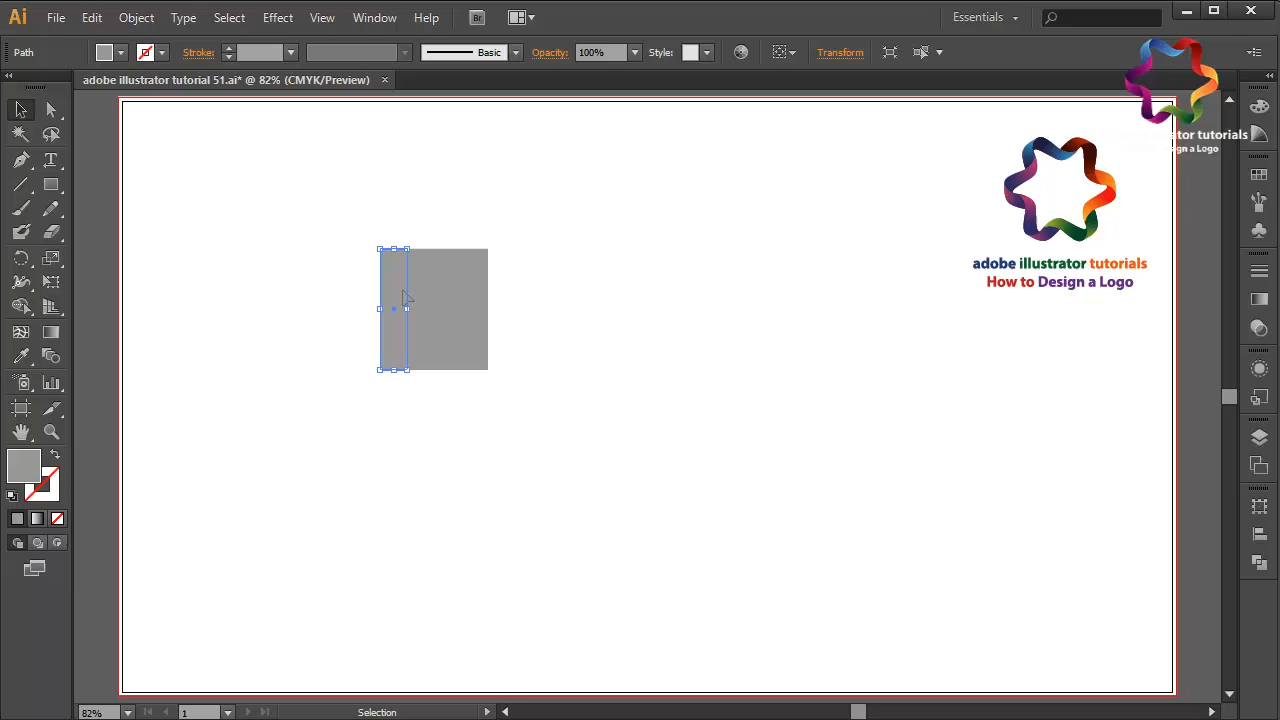 Ai File Edit Object Type Select Effect View Window Help Br Essentials
Path Stroke: Basic Opacity: 100% Style: Transform
adobe illustrator tutorial 51.ai* @ 82% (CMYK/Preview) ×
tor tutorials
gn a Logo
adobe illustrator tutorials
How to Design a Logo
T
82% 1 Selection